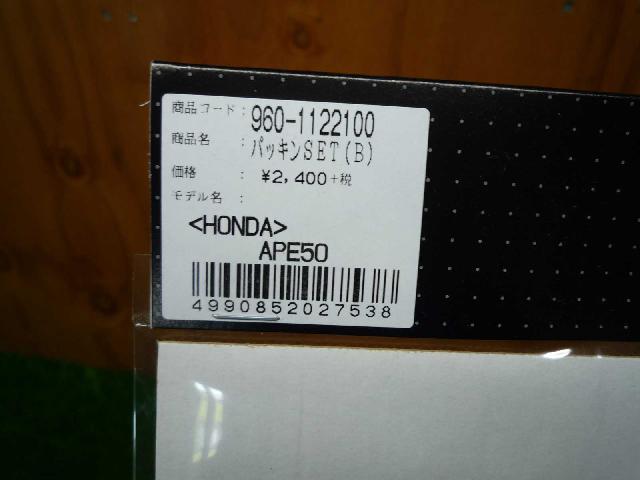 商品コード: 960-1122100
商品名 : パッキンSET(B)
価格 : ¥2,400+税
モデル名 :
<HONDA>
APE50
4990852027538